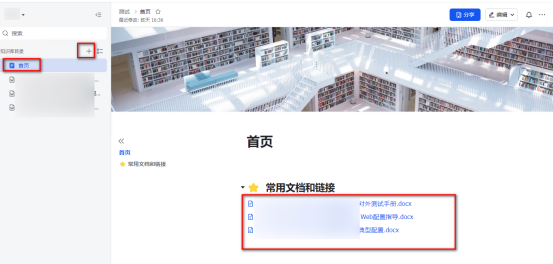 测试 > 首页
最近修改: 昨天 16:38
分享
编辑
搜索
知识库目录
首页
首页
首页
常用文档和链接
常用文档和链接
对外测试手册.docx
Web配置指导.docx
典型配置.docx